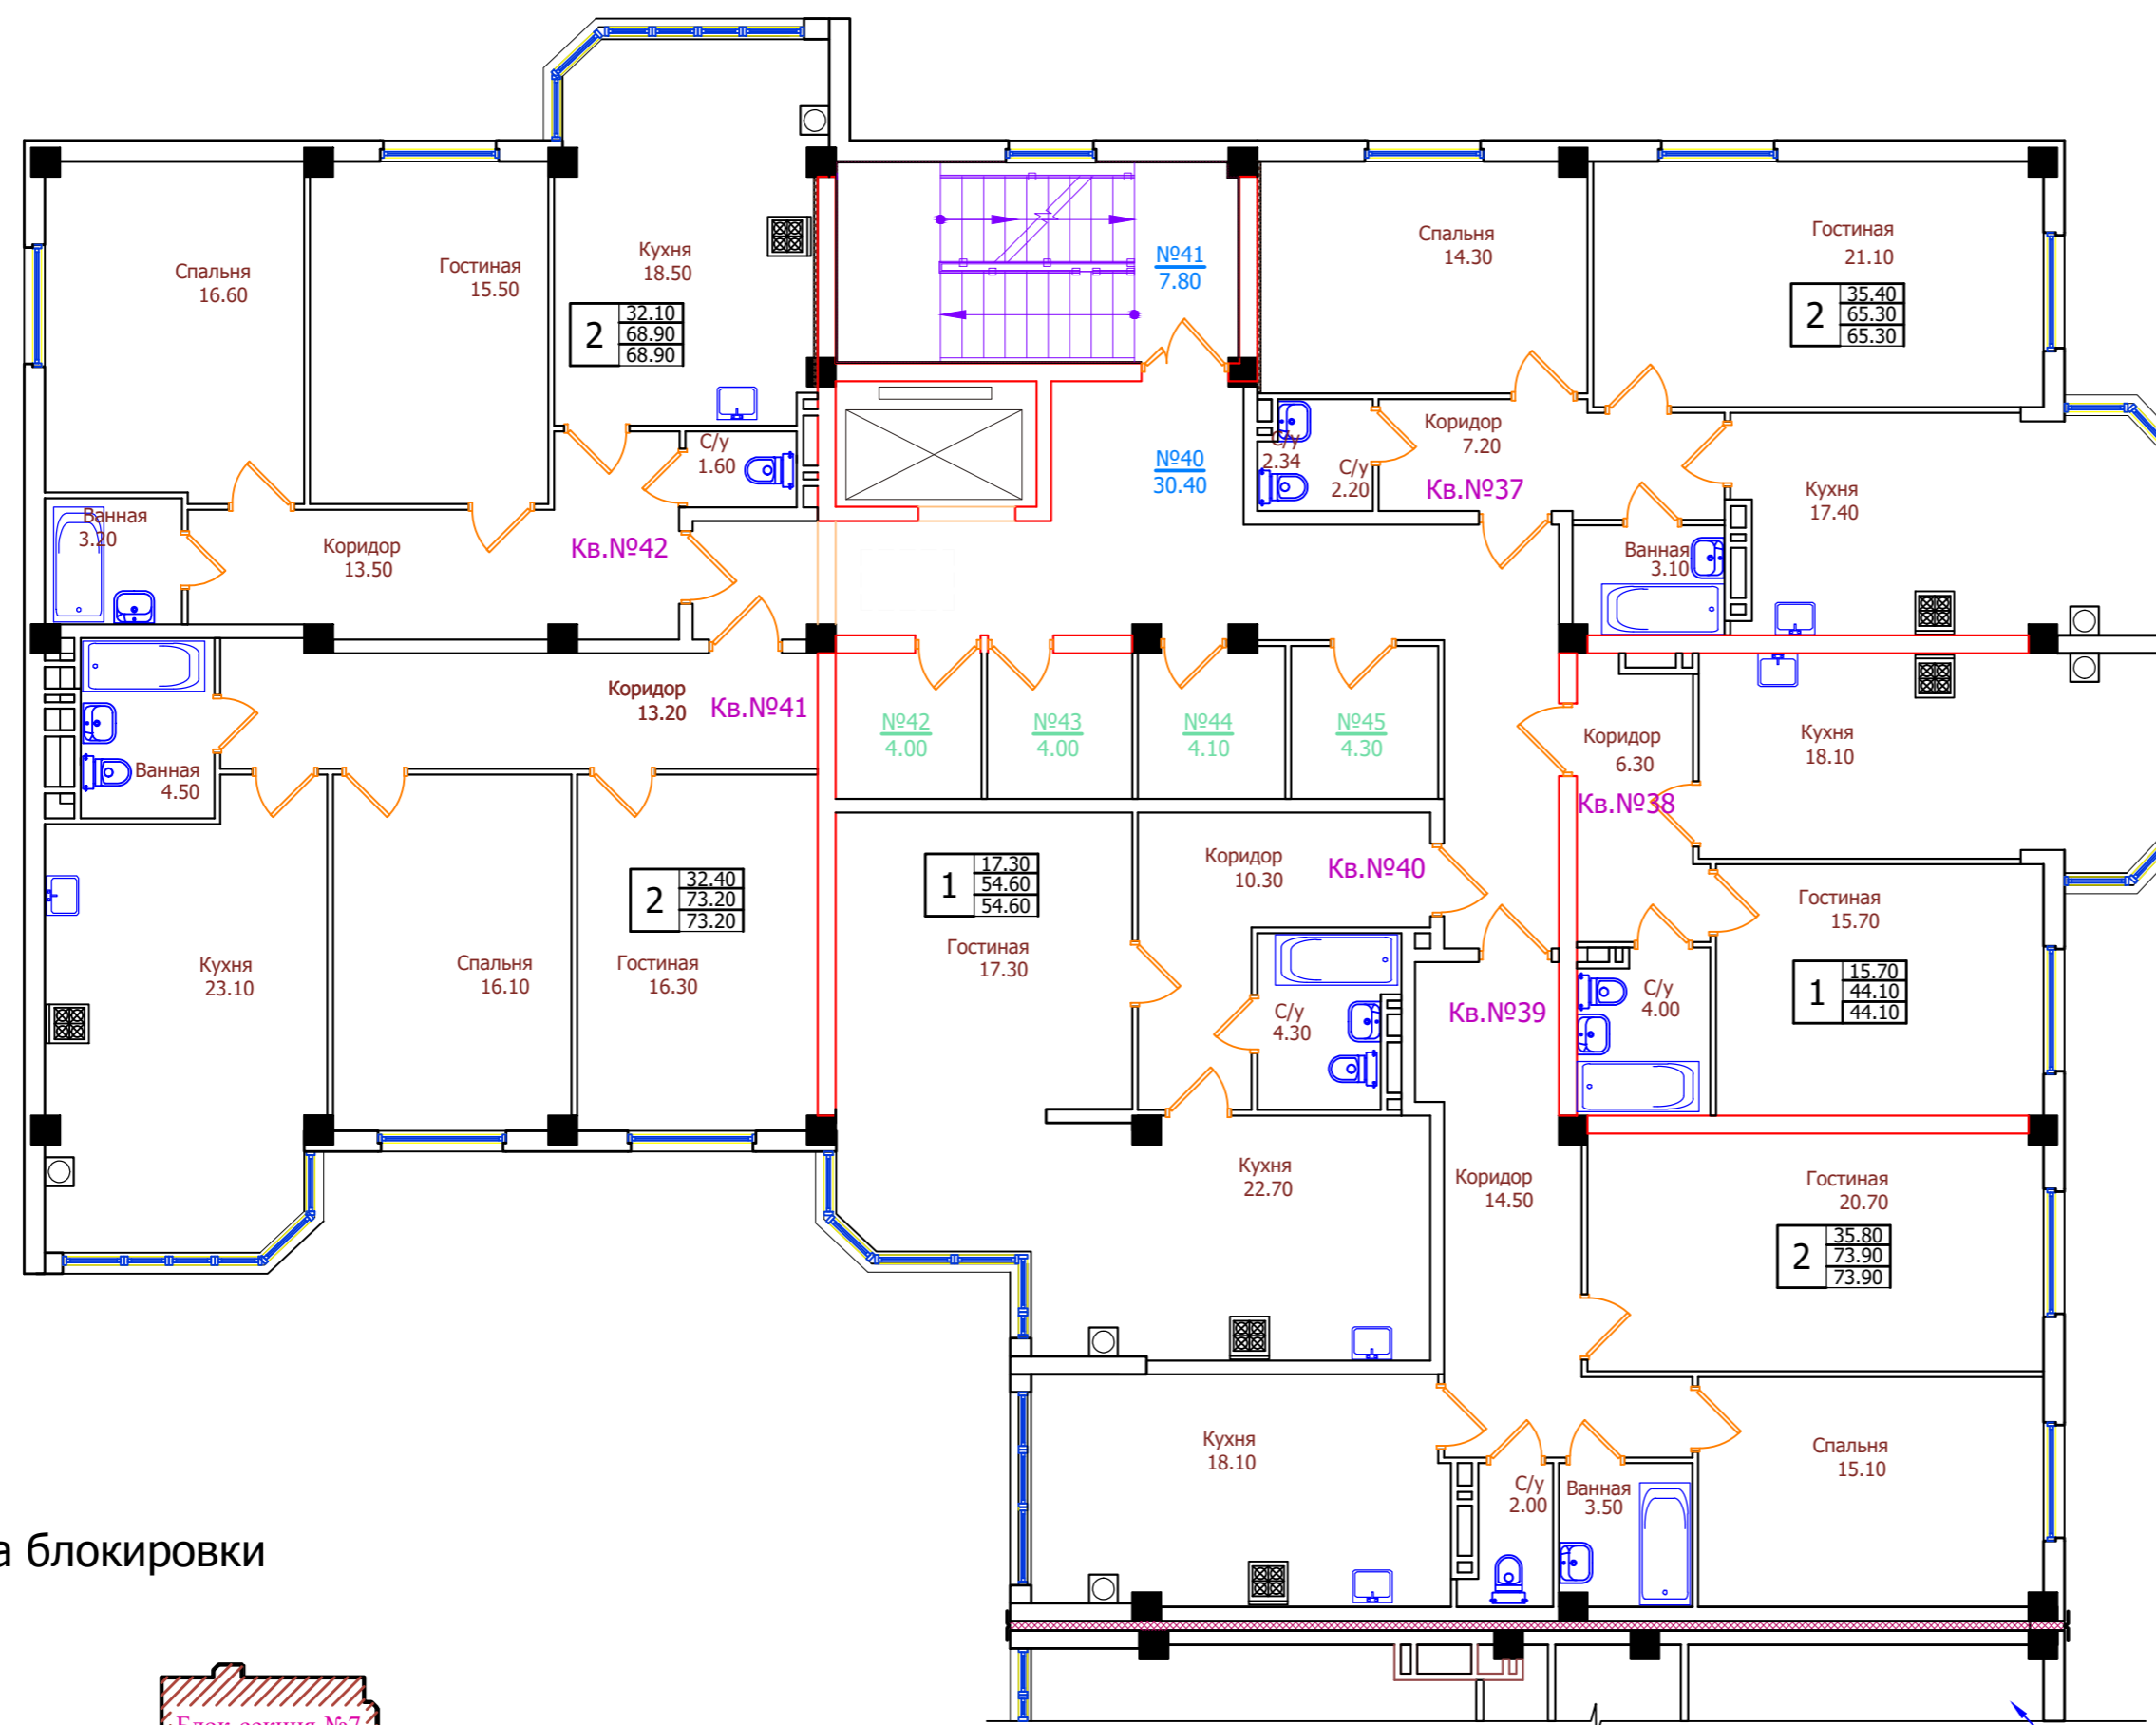 Спальня
16.60
Гостиная
15.50
Кухня
18.50
2
32.10
68.90
68.90
С/у
1.60
Ванная
3.20
Коридор
13.50
Кв.№42
№41
7.80
№40
30.40
Спальня
14.30
Гостиная
21.10
2
35.40
65.30
65.30
С/у
2.34
С/у
2.20
Коридор
7.20
Кв.№37
Кухня
17.40
Ванная
3.10
Коридор
13.20
Кв.№41
Ванная
4.50
№42
4.00
№43
4.00
№44
4.10
№45
4.30
Коридор
6.30
Кв.№38
Кухня
18.10
Кухня
23.10
Спальня
16.10
2
32.40
73.20
73.20
Гостиная
16.30
1
17.30
54.60
54.60
Гостиная
17.30
Коридор
10.30
Кв.№40
С/у
4.30
Кв.№39
Гостиная
15.70
1
15.70
44.10
44.10
С/у
4.00
Кухня
22.70
Коридор
14.50
Гостиная
20.70
2
35.80
73.90
73.90
Кухня
18.10
С/у
2.00
Ванная
3.50
Спальня
15.10
а блокировки
Блок-секция №7